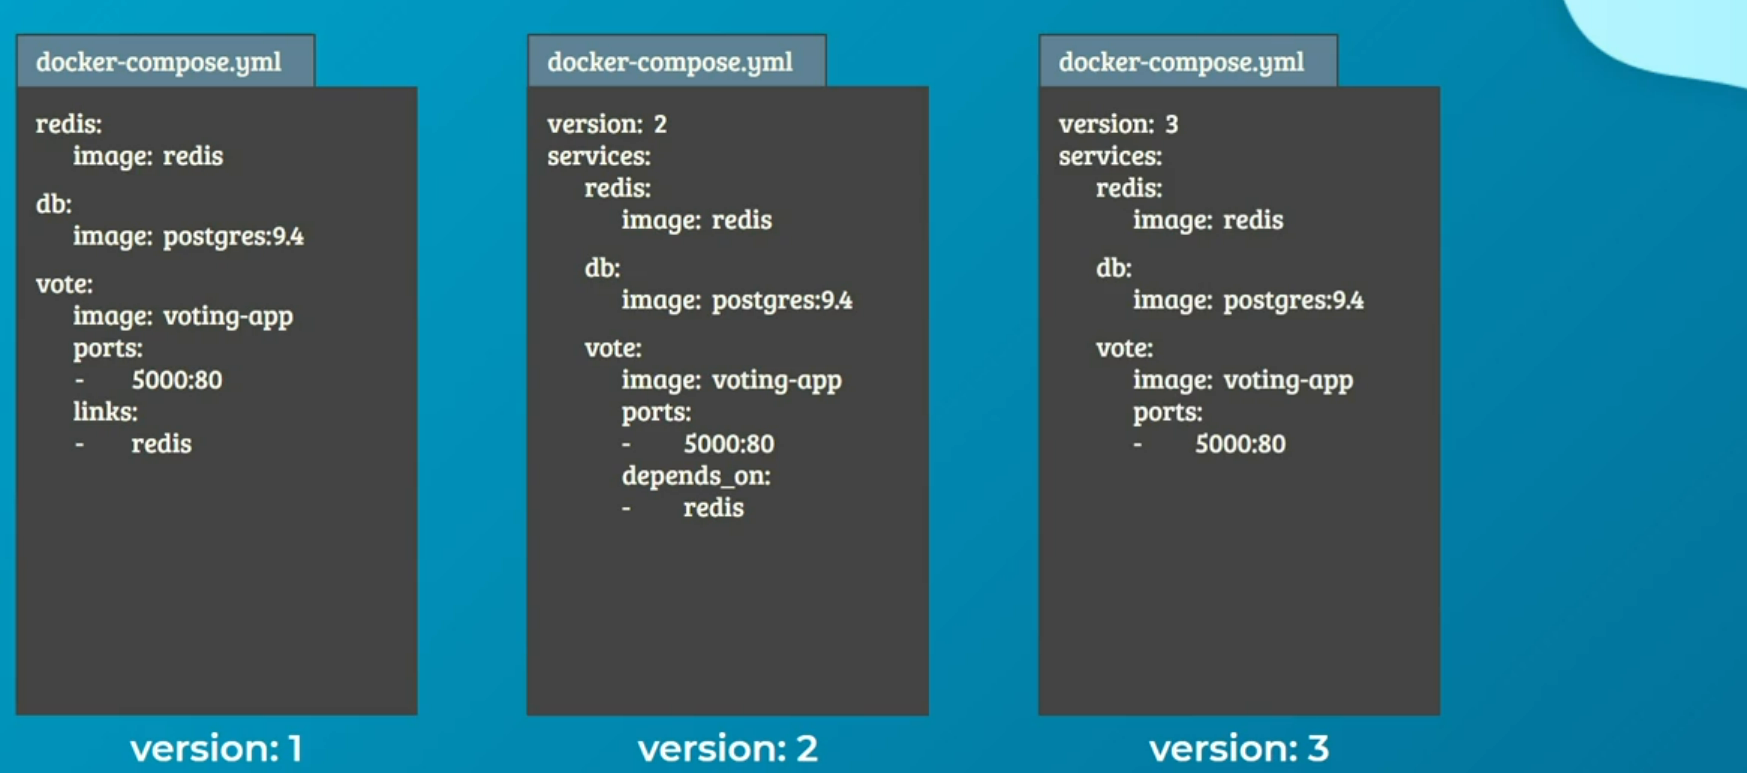 docker-compose.yml
redis:
image: redis
db:
image: postgres:9.4
vote:
image: voting-app
ports:
- 5000:80
links:
- redis
version: 1
docker-compose.yml
version: 2
services:
redis:
image: redis
db:
image: postgres:9.4
vote:
image: voting-app
ports:
- 5000:80
depends_on:
- redis
version: 2
docker-compose.yml
version: 3
services:
redis:
image: redis
db:
image: postgres:9.4
vote:
image: voting-app
ports:
- 5000:80
version: 3